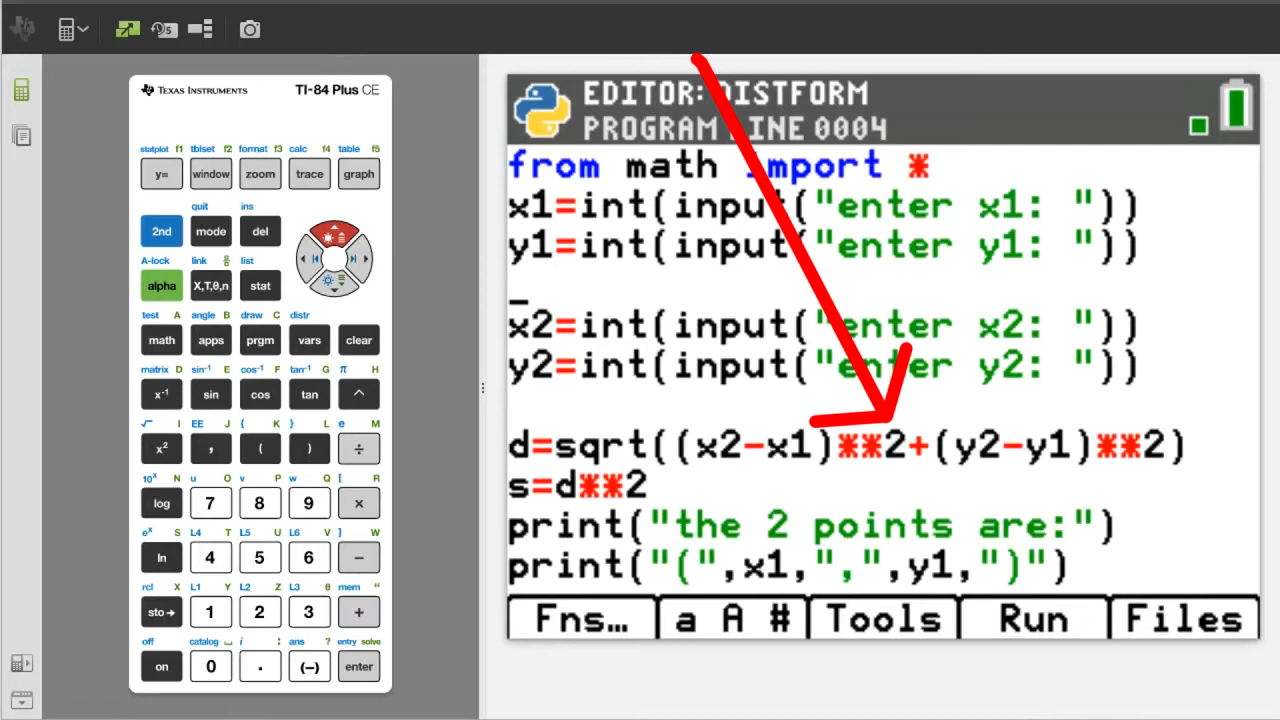 TEXAS INSTRUMENTS TI-84 Plus CE
statplot f1 tblset f2 format f3 calc f4 table f5
y= window zoom trace graph
quit ins
2nd mode del
A-lock link list
alpha X,T,θ,n stat
test A angle B draw C distr
math apps prgm vars clear
matrix D sin⁻¹ E cos⁻¹ F tan⁻¹ G π H
x⁻¹ sin cos tan ^
√ I EE J { K } L e M
x² , ( ) ÷
10ˣ N u O v P w Q [ R
log 7 8 9 ×
eˣ S L4 T L5 U L6 V ] W
ln 4 5 6 −
rcl X L1 Y L2 Z L3 θ mem “
sto→ 1 2 3 +
off catalog ⎵ i : ans ? entry solve
on 0 . (−) enter
EDITOR: DISTFORM
PROGRAM LINE 0004
from math import *
x1=int(input("enter x1: "))
y1=int(input("enter y1: "))
_
x2=int(input("enter x2: "))
y2=int(input("enter y2: "))
d=sqrt((x2-x1)**2+(y2-y1)**2)
s=d**2
print("the 2 points are:")
print("(",x1,",",y1,")")
Fns… a A # Tools Run Files